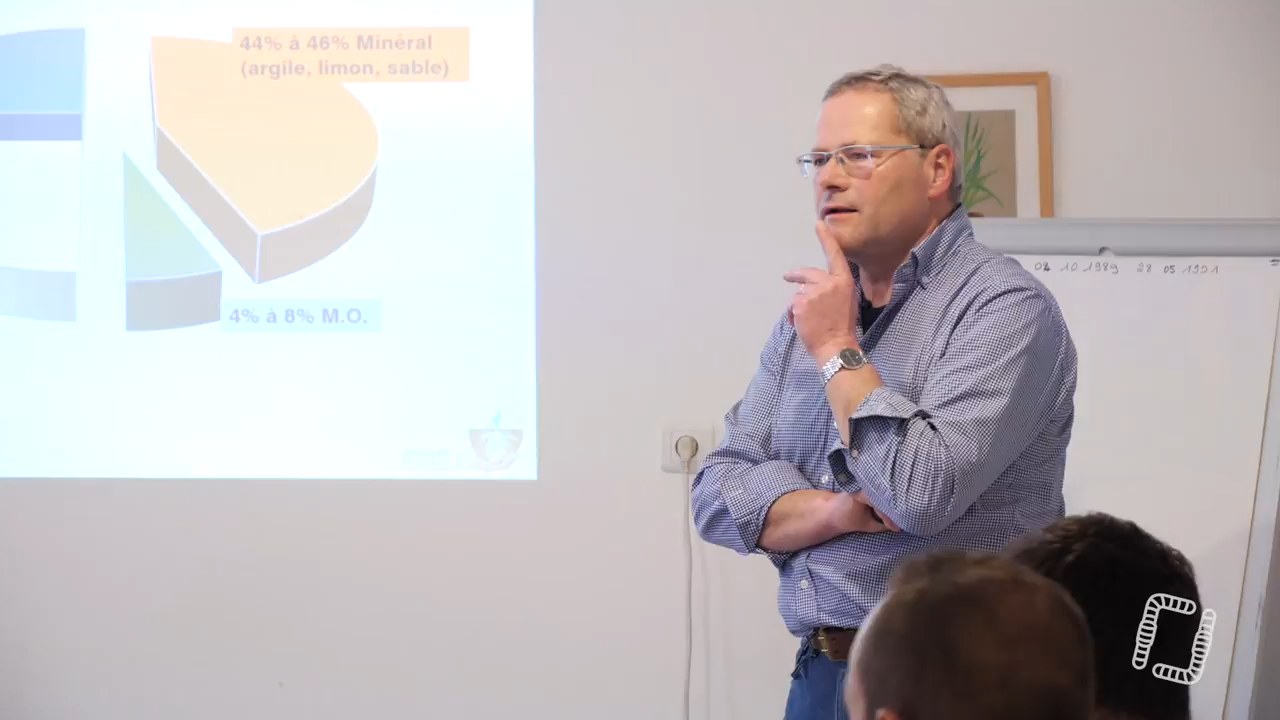 44% à 46% Minéral
(argile, limon, sable)
4% à 8% M.O.
04 10 1989 28 05 1991